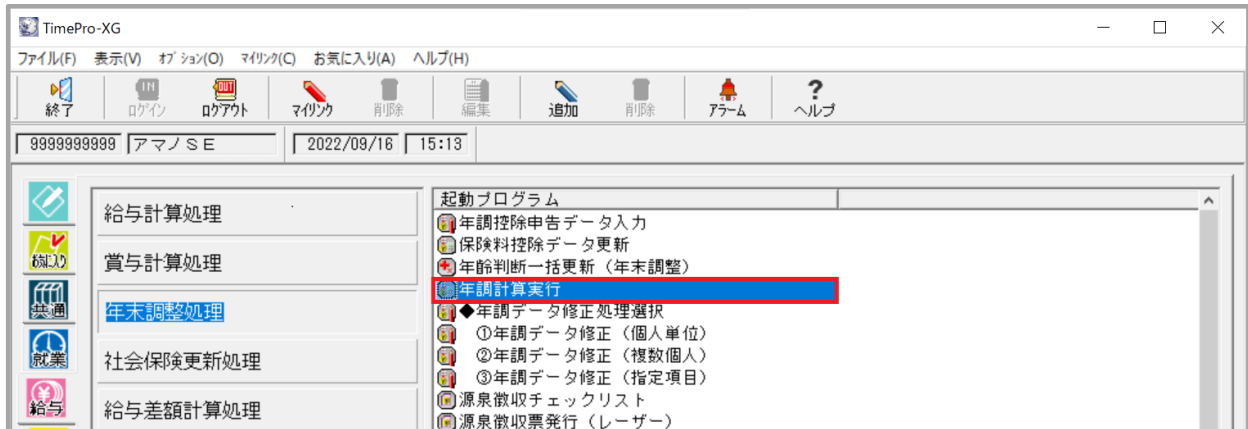 TimePro-XG
ファイル(F) 表示(V) オプション(O) マイリンク(C) お気に入り(A) ヘルプ(H)
終了 ログイン ログアウト マイリンク 削除 編集 追加 削除 アラーム ヘルプ
9999999999 アマノSE 2022/09/16 15:13
起動プログラム
給与計算処理
賞与計算処理
年末調整処理
社会保険更新処理
給与差額計算処理
お気に入り
共通
就業
給与
年調控除申告データ入力
保険料控除データ更新
年齢判断一括更新（年末調整）
年調計算実行
◆年調データ修正処理選択
①年調データ修正（個人単位）
②年調データ修正（複数個人）
③年調データ修正（指定項目）
源泉徴収チェックリスト
源泉徴収票発行（レーザー）